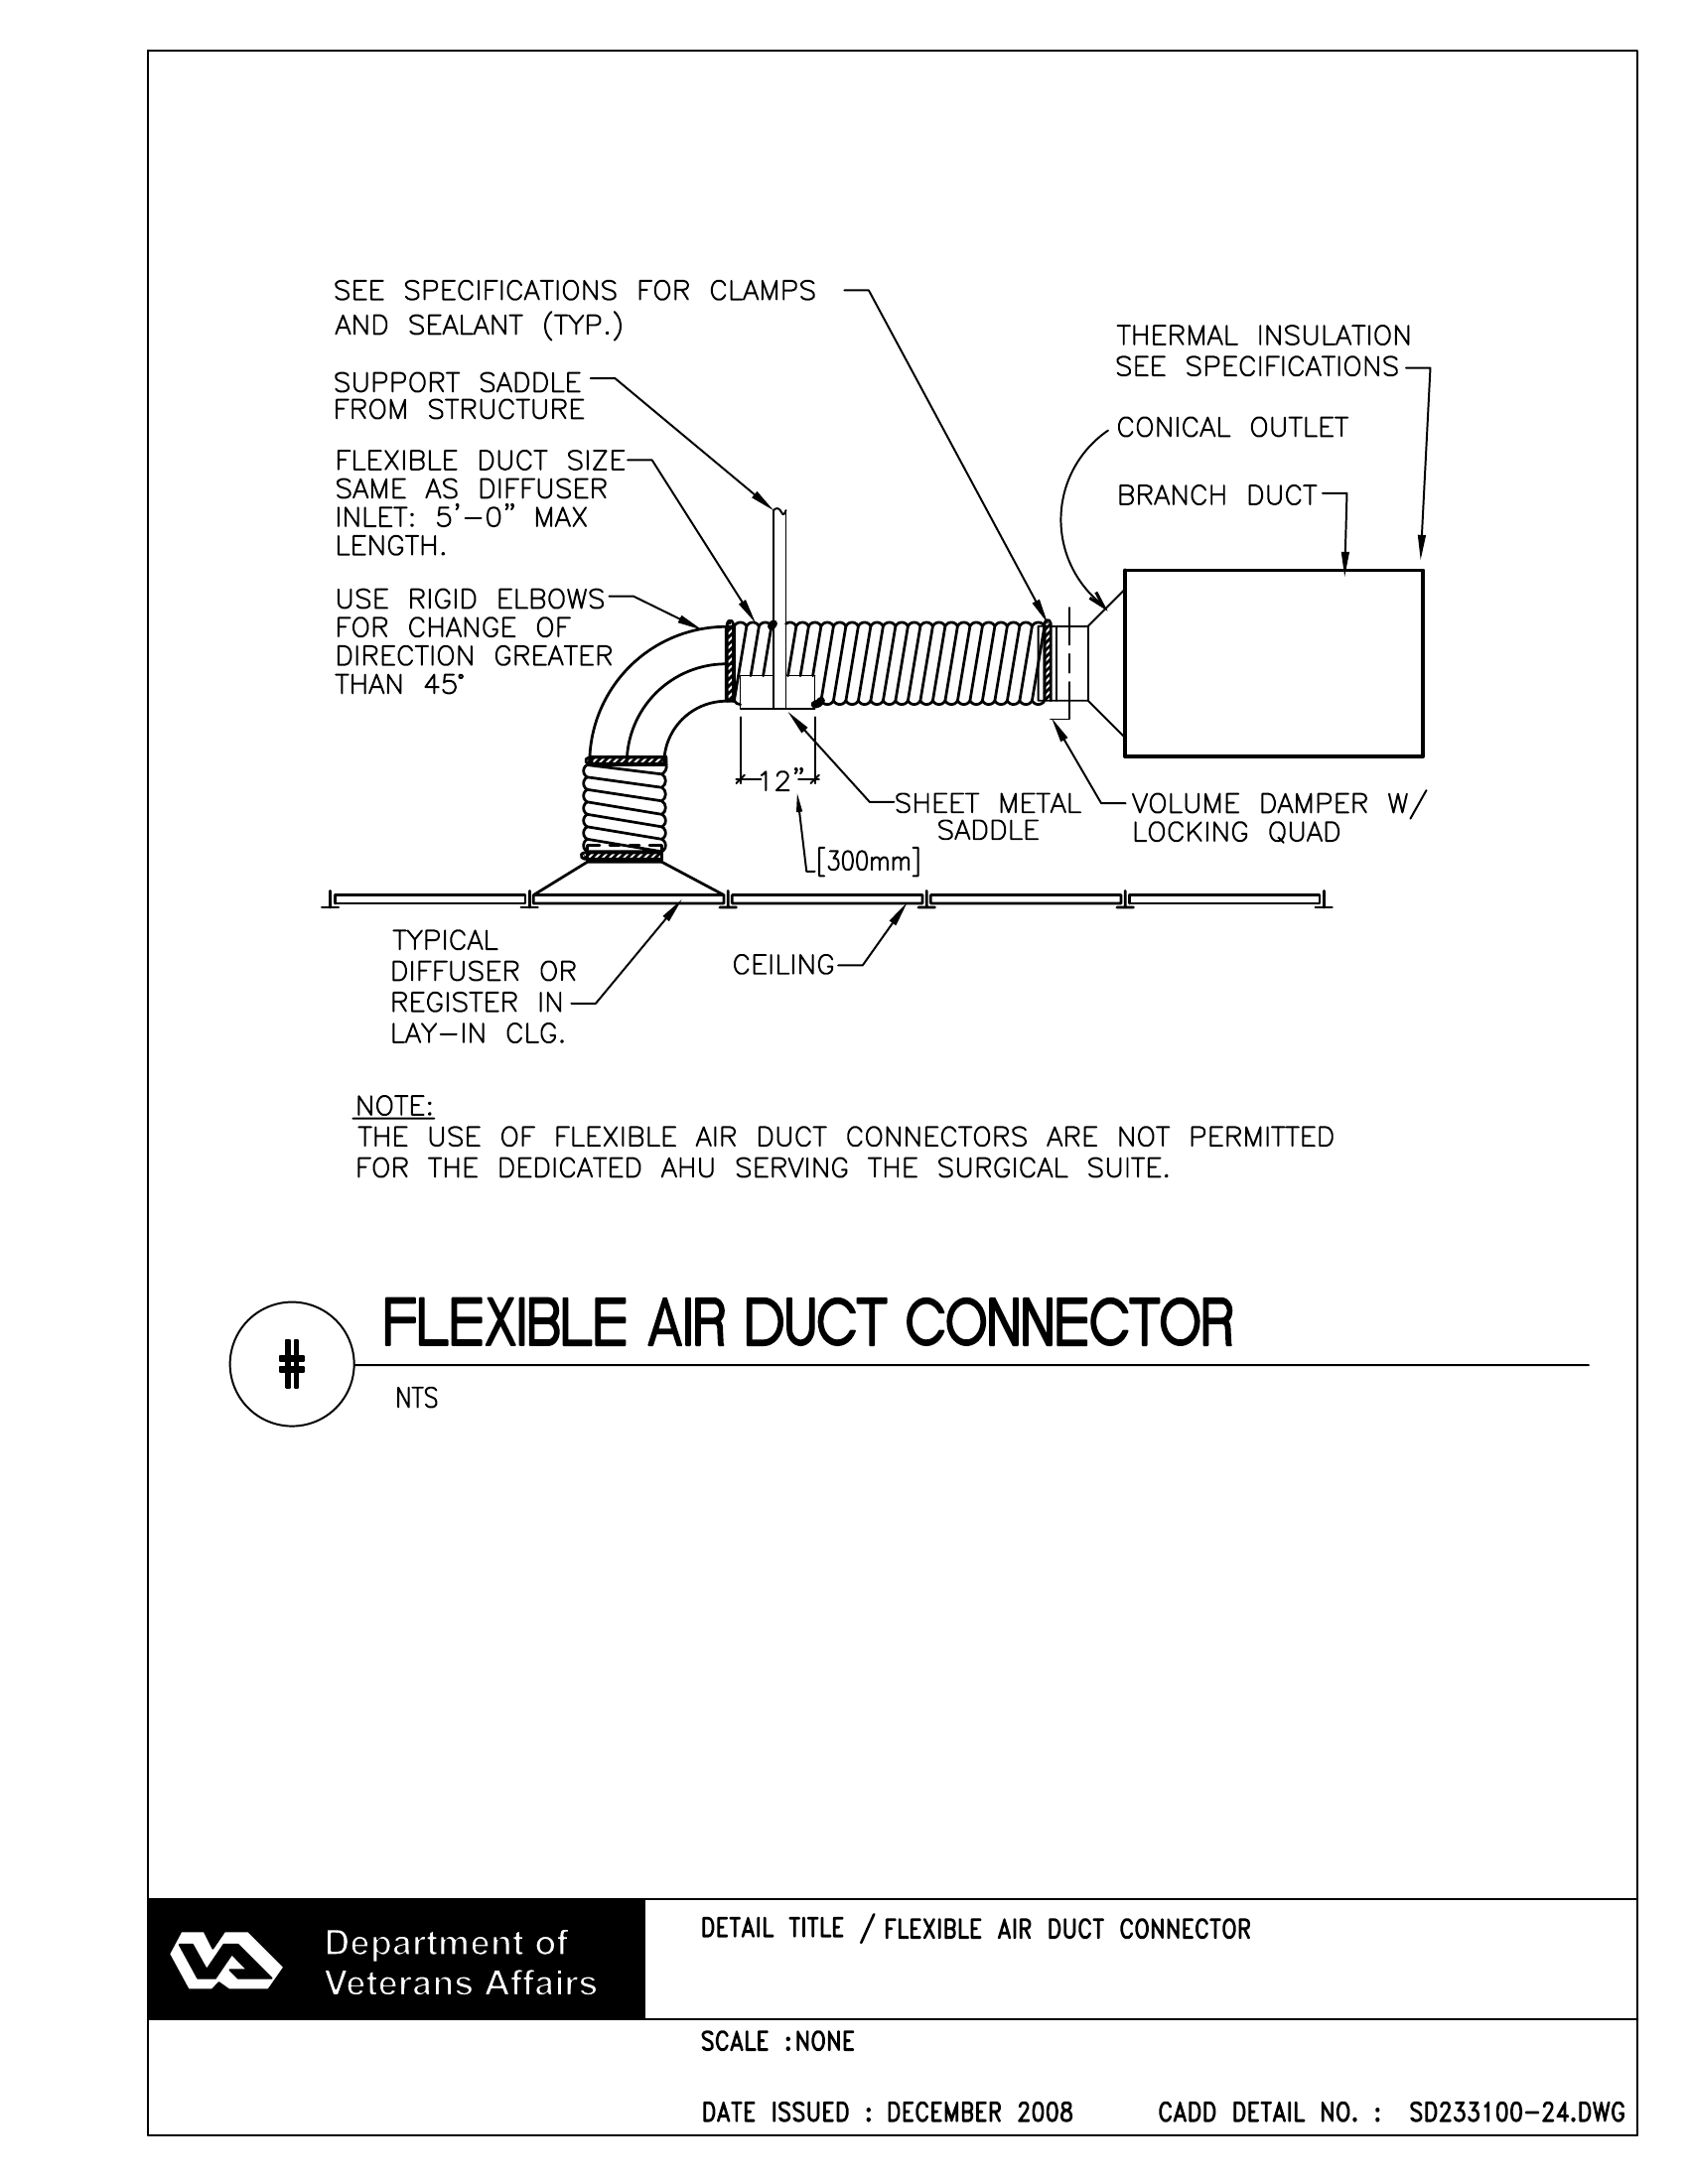 SEE SPECIFICATIONS FOR CLAMPS
AND SEALANT (TYP.)
SUPPORT SADDLE
FROM STRUCTURE
FLEXIBLE DUCT SIZE
SAME AS DIFFUSER
INLET: 5'-0" MAX
LENGTH.
USE RIGID ELBOWS
FOR CHANGE OF
DIRECTION GREATER
THAN 45°
THERMAL INSULATION
SEE SPECIFICATIONS
CONICAL OUTLET
BRANCH DUCT
12"
[300mm]
SHEET METAL
SADDLE
VOLUME DAMPER W/
LOCKING QUAD
TYPICAL
DIFFUSER OR
REGISTER IN
LAY-IN CLG.
CEILING
NOTE:
THE USE OF FLEXIBLE AIR DUCT CONNECTORS ARE NOT PERMITTED
FOR THE DEDICATED AHU SERVING THE SURGICAL SUITE.
#
FLEXIBLE AIR DUCT CONNECTOR
NTS
VA
Department of
Veterans Affairs
DETAIL TITLE / FLEXIBLE AIR DUCT CONNECTOR
SCALE :NONE
DATE ISSUED : DECEMBER 2008 CADD DETAIL NO. : SD233100-24.DWG